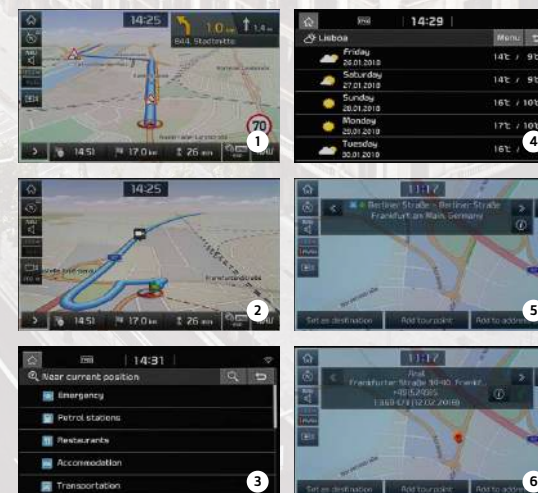 14:25
1.0 km
1.4
B44, Stadtmitte
70
14:51
17.0 km
26 min
1
14:29
Lisboa
Menu
Friday
26.01.2018
14℃ / 9℃
Saturday
27.01.2018
14℃ / 9℃
Sunday
28.01.2018
16℃ / 10℃
Monday
29.01.2018
17℃ / 10℃
Tuesday
30.01.2018
16℃ /
4
14:25
14:51
17.0 km
26 min
2
11:17
Berliner Straße - Berliner Straße
Frankfurt am Main, Germany
Set as destination
Add tourpoint
Add to address
5
14:31
Near current position
Emergency
Petrol stations
Restaurants
Accommodation
Transportation
3
11:17
Aral
Frankfurter Straße
Set as destination
Add tourpoint
Add to address
6